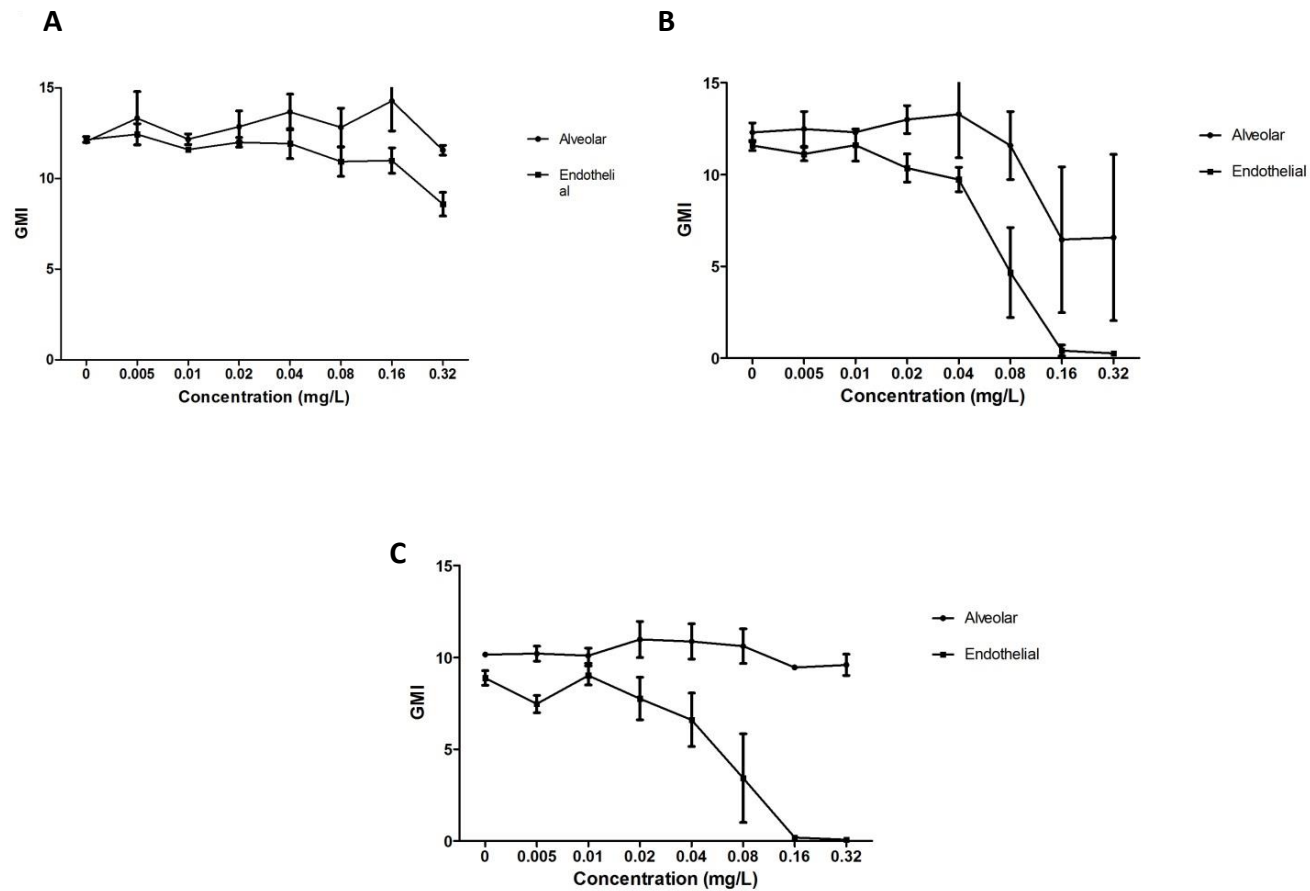 A
15
10
5
0
GMI
0 0.005 0.01 0.02 0.04 0.08 0.16 0.32
Concentration (mg/L)
Alveolar
Endotheli
al
B
15
10
5
0
GMI
0 0.005 0.01 0.02 0.04 0.08 0.16 0.32
Concentration (mg/L)
Alveolar
Endothelial
C
15
10
5
0
GMI
0 0.005 0.01 0.02 0.04 0.08 0.16 0.32
Concentration (mg/L)
Alveolar
Endothelial